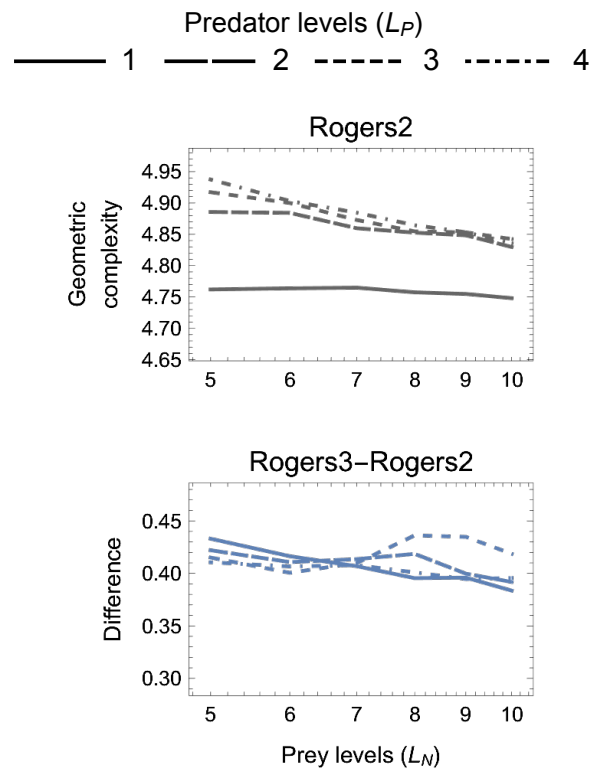 Predator levels (L_P)
1 2 3 4
Rogers2
4.95
4.90
4.85
4.80
4.75
4.70
4.65
Geometric
complexity
5 6 7 8 9 10
Rogers3−Rogers2
0.45
0.40
0.35
0.30
Difference
5 6 7 8 9 10
Prey levels (L_N)